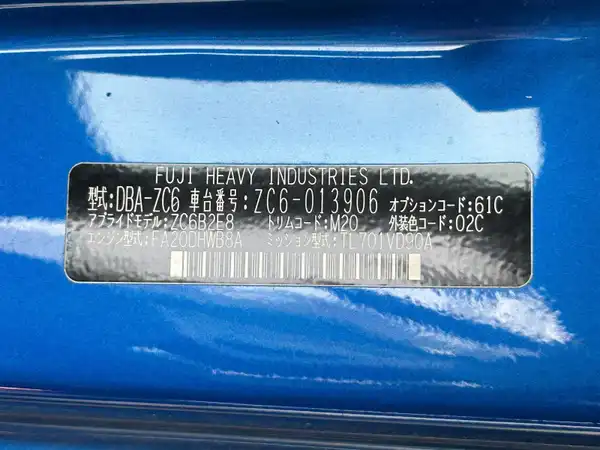 FUJI HEAVY INDUSTRIES LTD.
型式:DBA-ZC6 車台番号:ZC6-013906 オプションコード:61C
アプライドモデル:ZC6B2E8 トリムコード:M20 外装色コード:02C
エンジン型式:FA20DHWB8A ミッション型式:TL701VD90A